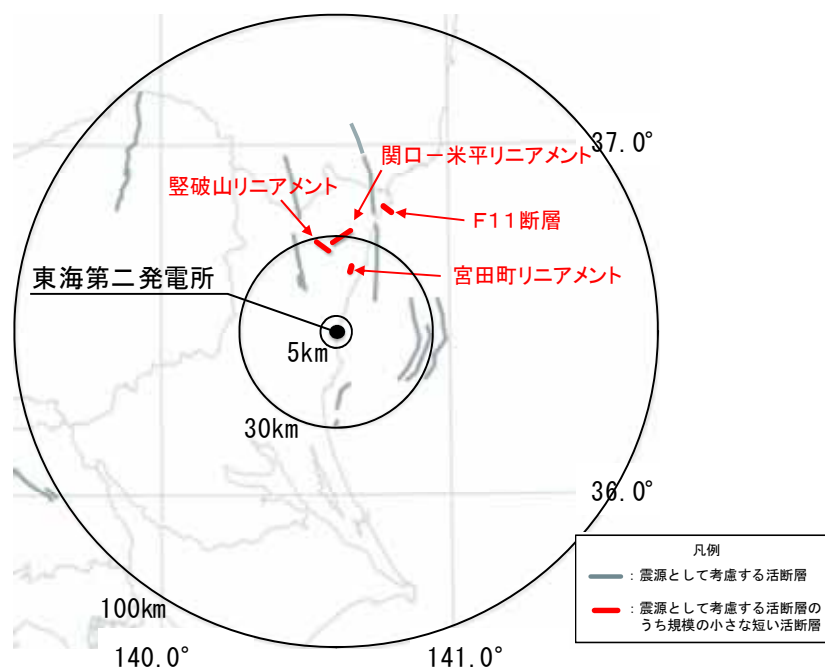 37.0°
関口－米平リニアメント
竪破山リニアメント
F11断層
宮田町リニアメント
東海第二発電所
5km
30km
36.0°
凡例
：震源として考慮する活断層
：震源として考慮する活断層の
うち規模の小さな短い活断層
100km
140.0°
141.0°